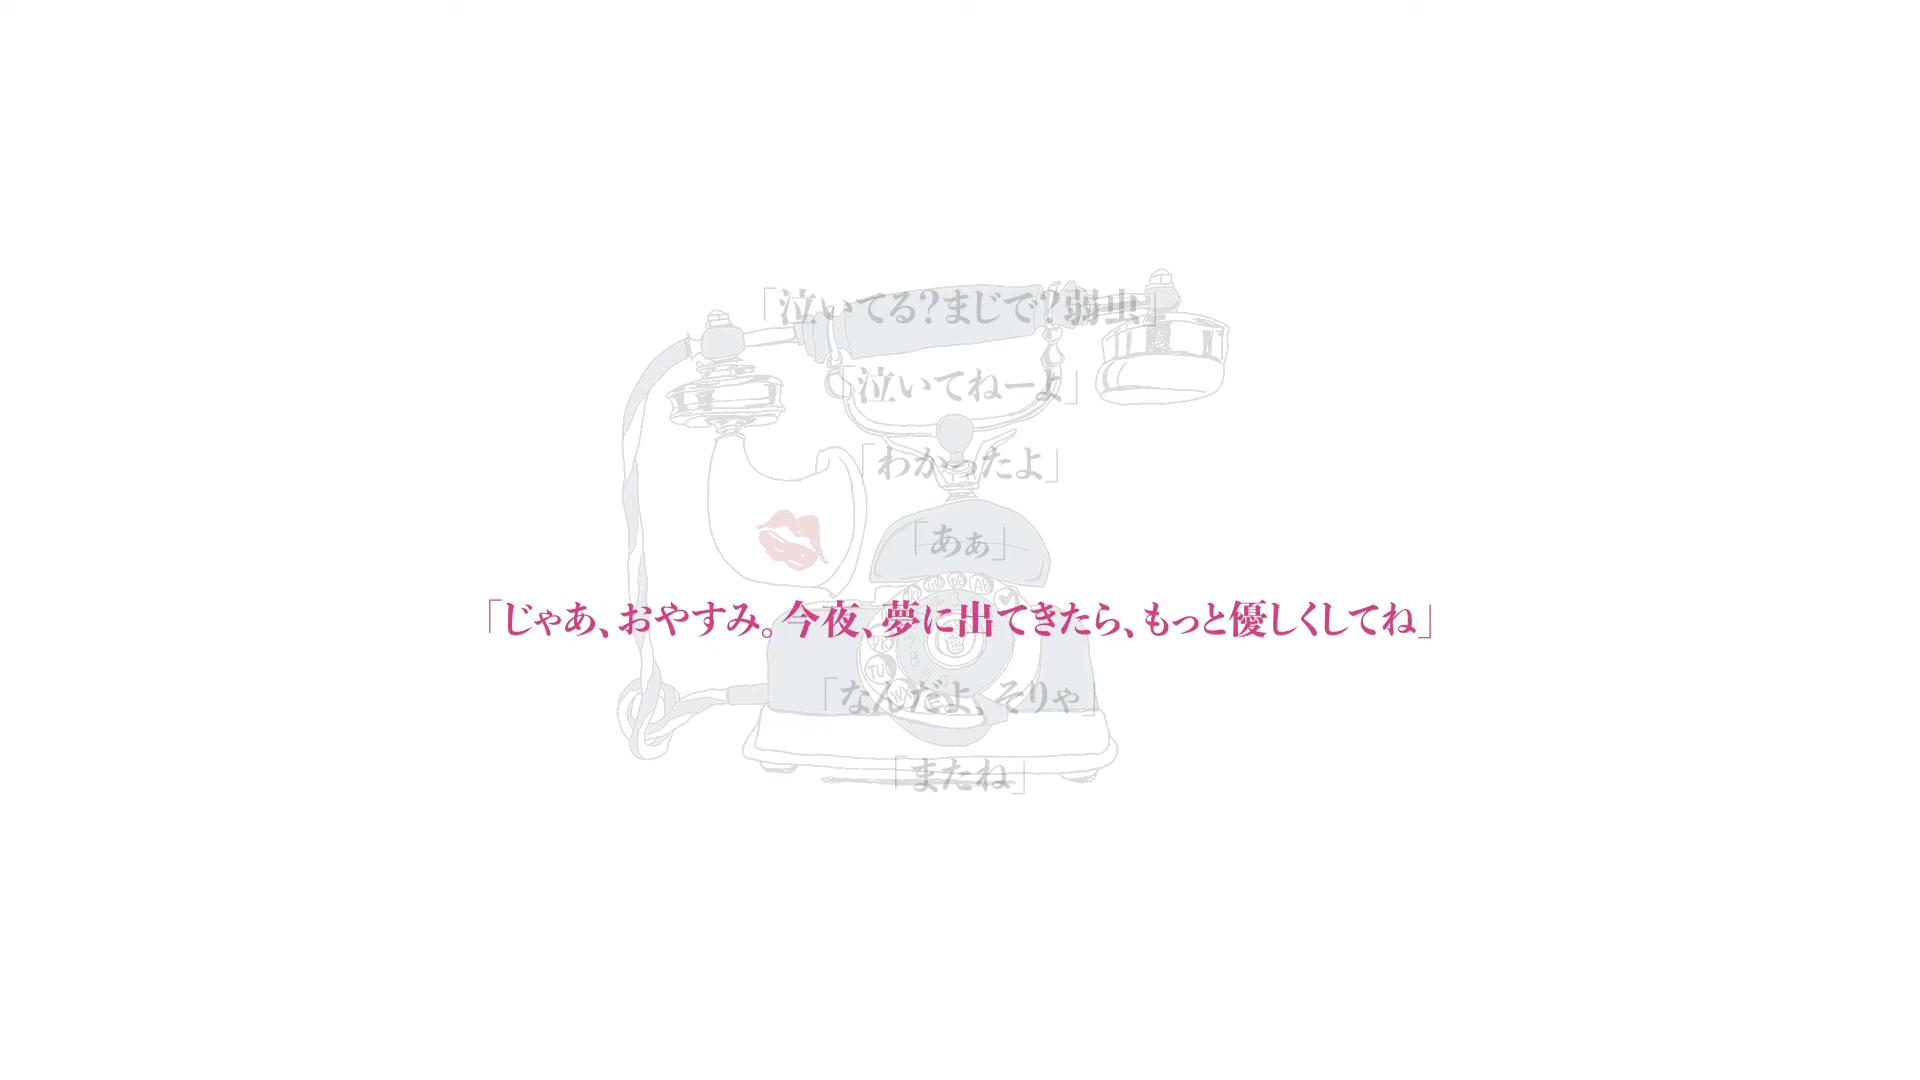 「泣いてる?まじで?弱虫」
「泣いてねーよ」
「わかったよ」
「あぁ」
「じゃあ、おやすみ。今夜、夢に出てきたら、もっと優しくしてね」
「なんだよ、そりゃ」
「またね」